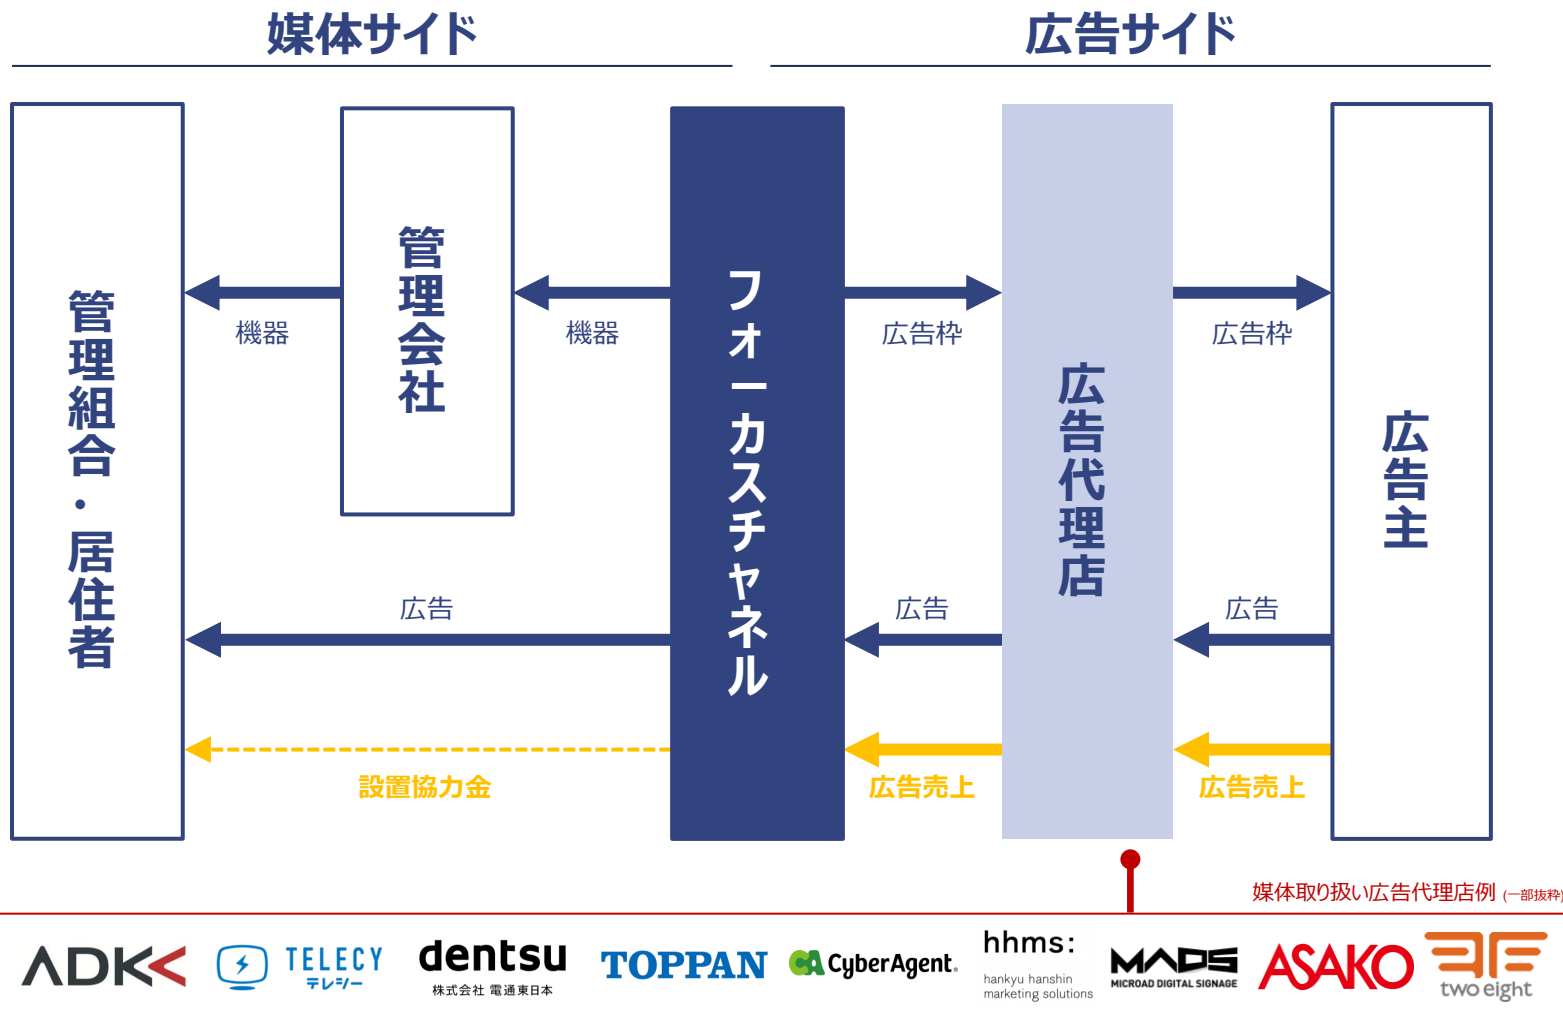 媒体サイド
広告サイド
管理組合・居住者
管理会社
フォーカスチャネル
広告代理店
広告主
機器
機器
広告枠
広告枠
広告
広告
広告
設置協力金
広告売上
広告売上
媒体取り扱い広告代理店例 (一部抜粋)
ADK
TELECY
テレシー
dentsu
株式会社 電通東日本
TOPPAN
CA CyberAgent.
hhms:
hankyu hanshin
marketing solutions
MADS
MICROAD DIGITAL SIGNAGE
ASAKO
two eight